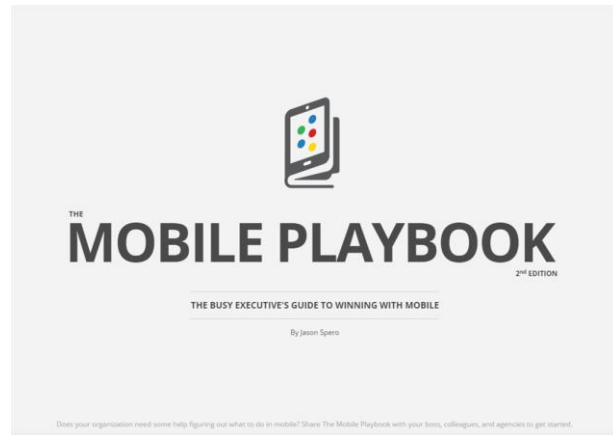 THE
MOBILE PLAYBOOK
2nd EDITION
THE BUSY EXECUTIVE'S GUIDE TO WINNING WITH MOBILE
By Jason Spero
Does your organization need some help figuring out what to do in mobile? Share The Mobile Playbook with your boss, colleagues, and agencies to get started.